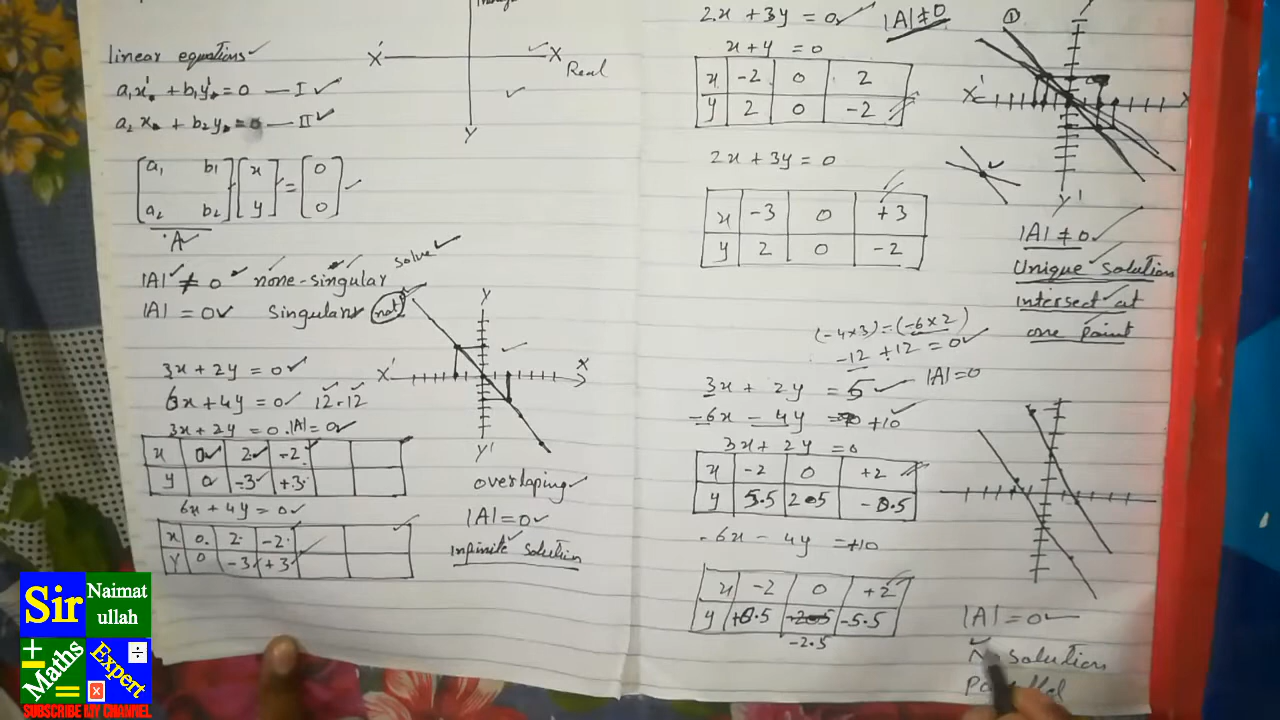 linear equations
X' X Real
a₁x + b₁y = 0 — I
a₂x + b₂y = 0 — II
Y
[a₁ b₁ a₂ b₂] [x y] = [0 0]
A
|A| ≠ 0 none-singular solve
|A| = 0 Singular not
Y
X' X
3x + 2y = 0
6x + 4y = 0 12-12
3x + 2y = 0 . |A| = 0
x 0 2 -2
y 0 -3 +3
Y'
6x + 4y = 0
x 0 2 -2
y 0 -3 +3
overlaping
|A| = 0
Infinite solution
2x + 3y = 0 |A| ≠ 0
x + y = 0
x -2 0 2
y 2 0 -2
2x + 3y = 0
x -3 0 +3
y 2 0 -2
①
X' X
Y'
|A| ≠ 0
Unique solution
intersect at
one point
(-4×3) = (-6×2)
-12 + 12 = 0
3x + 2y = 5 |A| = 0
-6x - 4y = +10
3x + 2y = 0
x -2 0 +2
y 5.5 2.5 -0.5
-6x - 4y = +10
x -2 0 +2
y +0.5 -2.5 -5.5
-2.5
|A| = 0
No solution
Parallel
Sir Naimat ullah
Maths Expert
SUBSCRIBE MY CHANNEL